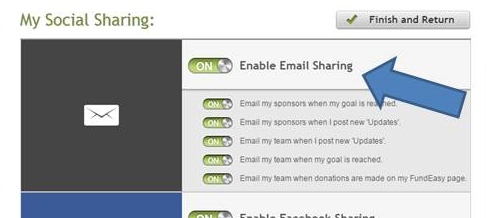 My Social Sharing:
Finish and Return
ON Enable Email Sharing
ON Email my sponsors when my goal is reached.
ON Email my sponsors when I post new 'Updates'.
ON Email my team when I post new 'Updates'.
ON Email my team when my goal is reached.
ON Email my team when donations are made on my FundEasy page.
ON Enable Facebook Sharing